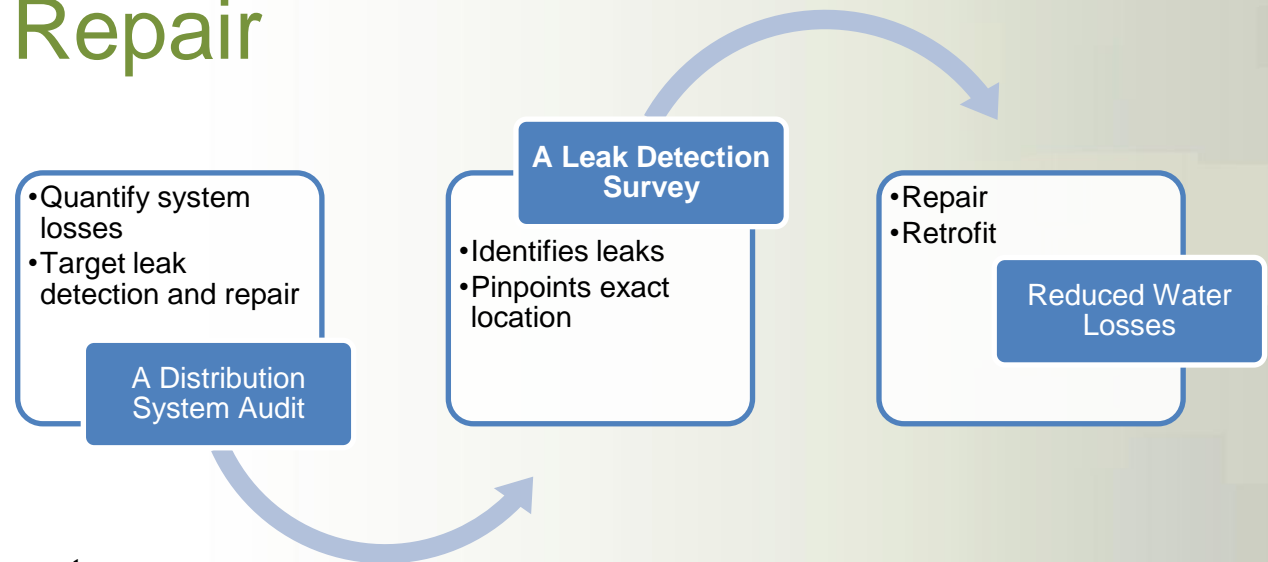 Repair
•Quantify system
losses
•Target leak
detection and repair
A Distribution
System Audit
A Leak Detection
Survey
•Identifies leaks
•Pinpoints exact
location
•Repair
•Retrofit
Reduced Water
Losses